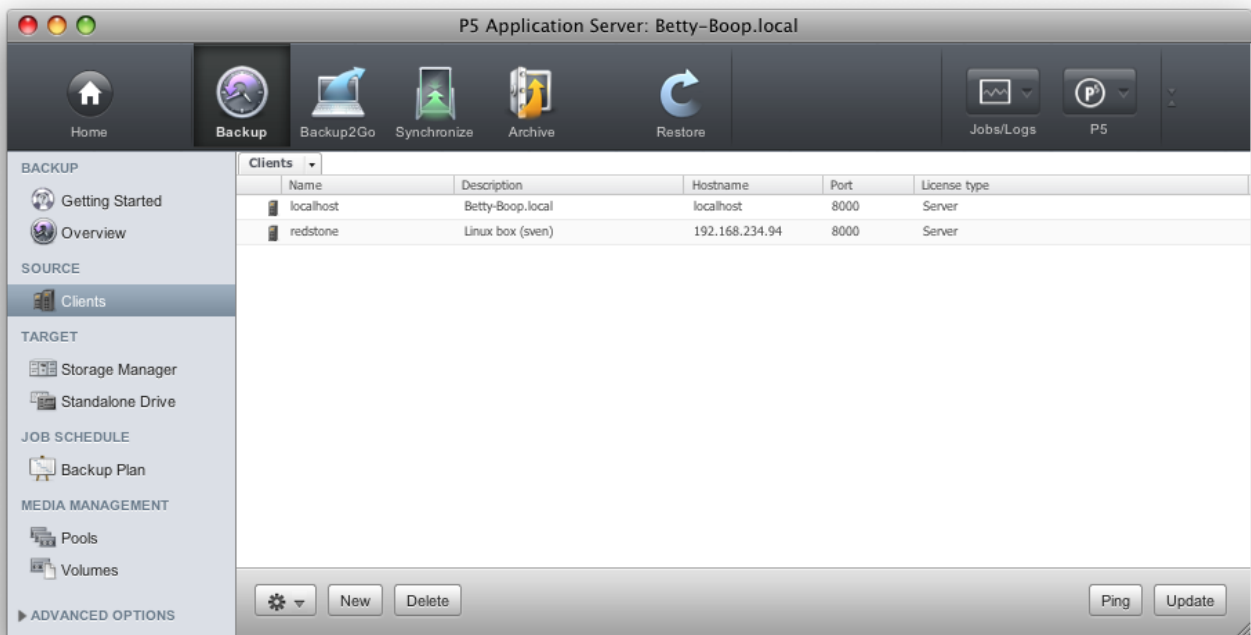 P5 Application Server: Betty-Boop.local
Home Backup Backup2Go Synchronize Archive Restore Jobs/Logs P5
BACKUP
Getting Started
Overview
SOURCE
Clients
TARGET
Storage Manager
Standalone Drive
JOB SCHEDULE
Backup Plan
MEDIA MANAGEMENT
Pools
Volumes
ADVANCED OPTIONS
Clients
Name Description Hostname Port License type
localhost Betty-Boop.local localhost 8000 Server
redstone Linux box (sven) 192.168.234.94 8000 Server
New Delete Ping Update